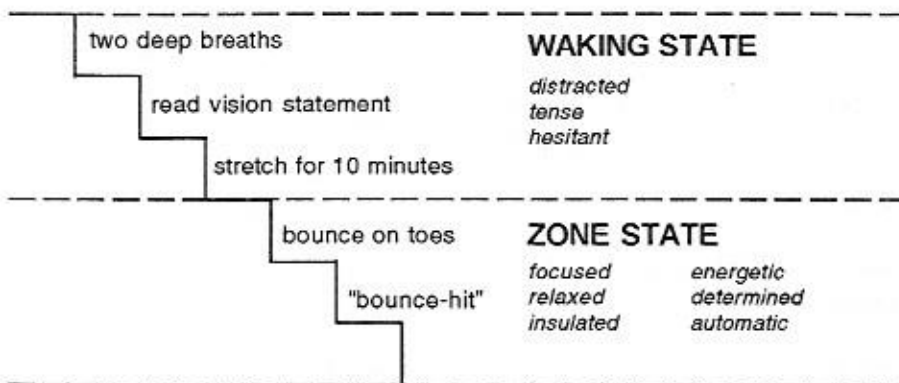 two deep breaths
WAKING STATE
read vision statement
distracted
tense
hesitant
stretch for 10 minutes
bounce on toes
ZONE STATE
"bounce-hit"
focused energetic
relaxed determined
insulated automatic